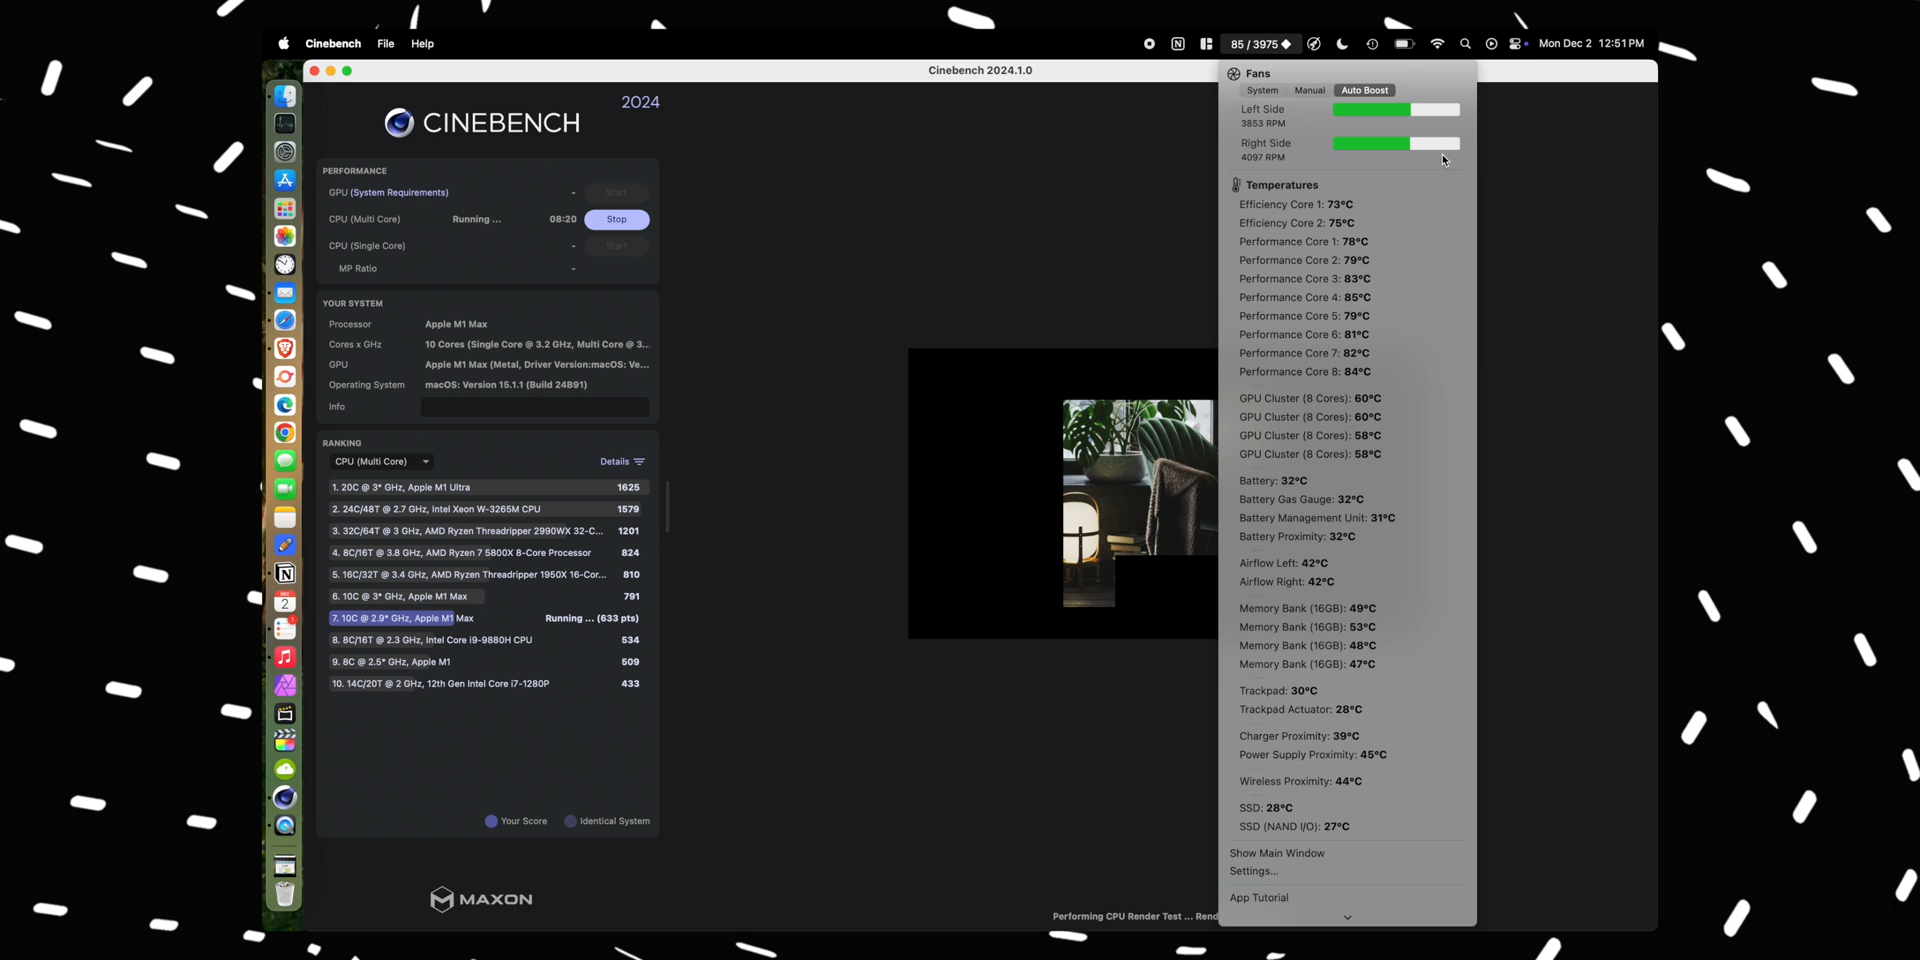 Cinebench File Help
85 / 3975
Mon Dec 2 12:51 PM
Cinebench 2024.1.0
2024
CINEBENCH
PERFORMANCE
GPU (System Requirements) - Start
CPU (Multi Core) Running ... 08:20 Stop
CPU (Single Core) - Start
MP Ratio -
YOUR SYSTEM
Processor Apple M1 Max
Cores x GHz 10 Cores (Single Core @ 3.2 GHz, Multi Core @ 3...
GPU Apple M1 Max (Metal, Driver Version:macOS: Ve...
Operating System macOS: Version 15.1.1 (Build 24B91)
Info
RANKING
CPU (Multi Core) Details
1. 20C @ 3* GHz, Apple M1 Ultra 1625
2. 24C/48T @ 2.7 GHz, Intel Xeon W-3265M CPU 1579
3. 32C/64T @ 3 GHz, AMD Ryzen Threadripper 2990WX 32-C... 1201
4. 8C/16T @ 3.8 GHz, AMD Ryzen 7 5800X 8-Core Processor 824
5. 16C/32T @ 3.4 GHz, AMD Ryzen Threadripper 1950X 16-Cor... 810
6. 10C @ 3* GHz, Apple M1 Max 791
7. 10C @ 2.9* GHz, Apple M1 Max Running ... (633 pts)
8. 8C/16T @ 2.3 GHz, Intel Core i9-9880H CPU 534
9. 8C @ 2.5* GHz, Apple M1 509
10. 14C/20T @ 2 GHz, 12th Gen Intel Core i7-1280P 433
Your Score Identical System
MAXON
Performing CPU Render Test ... Rend
Fans
System Manual Auto Boost
Left Side
3853 RPM
Right Side
4097 RPM
Temperatures
Efficiency Core 1: 73°C
Efficiency Core 2: 75°C
Performance Core 1: 78°C
Performance Core 2: 79°C
Performance Core 3: 83°C
Performance Core 4: 85°C
Performance Core 5: 79°C
Performance Core 6: 81°C
Performance Core 7: 82°C
Performance Core 8: 84°C
GPU Cluster (8 Cores): 60°C
GPU Cluster (8 Cores): 60°C
GPU Cluster (8 Cores): 58°C
GPU Cluster (8 Cores): 58°C
Battery: 32°C
Battery Gas Gauge: 32°C
Battery Management Unit: 31°C
Battery Proximity: 32°C
Airflow Left: 42°C
Airflow Right: 42°C
Memory Bank (16GB): 49°C
Memory Bank (16GB): 53°C
Memory Bank (16GB): 48°C
Memory Bank (16GB): 47°C
Trackpad: 30°C
Trackpad Actuator: 28°C
Charger Proximity: 39°C
Power Supply Proximity: 45°C
Wireless Proximity: 44°C
SSD: 28°C
SSD (NAND I/O): 27°C
Show Main Window
Settings...
App Tutorial